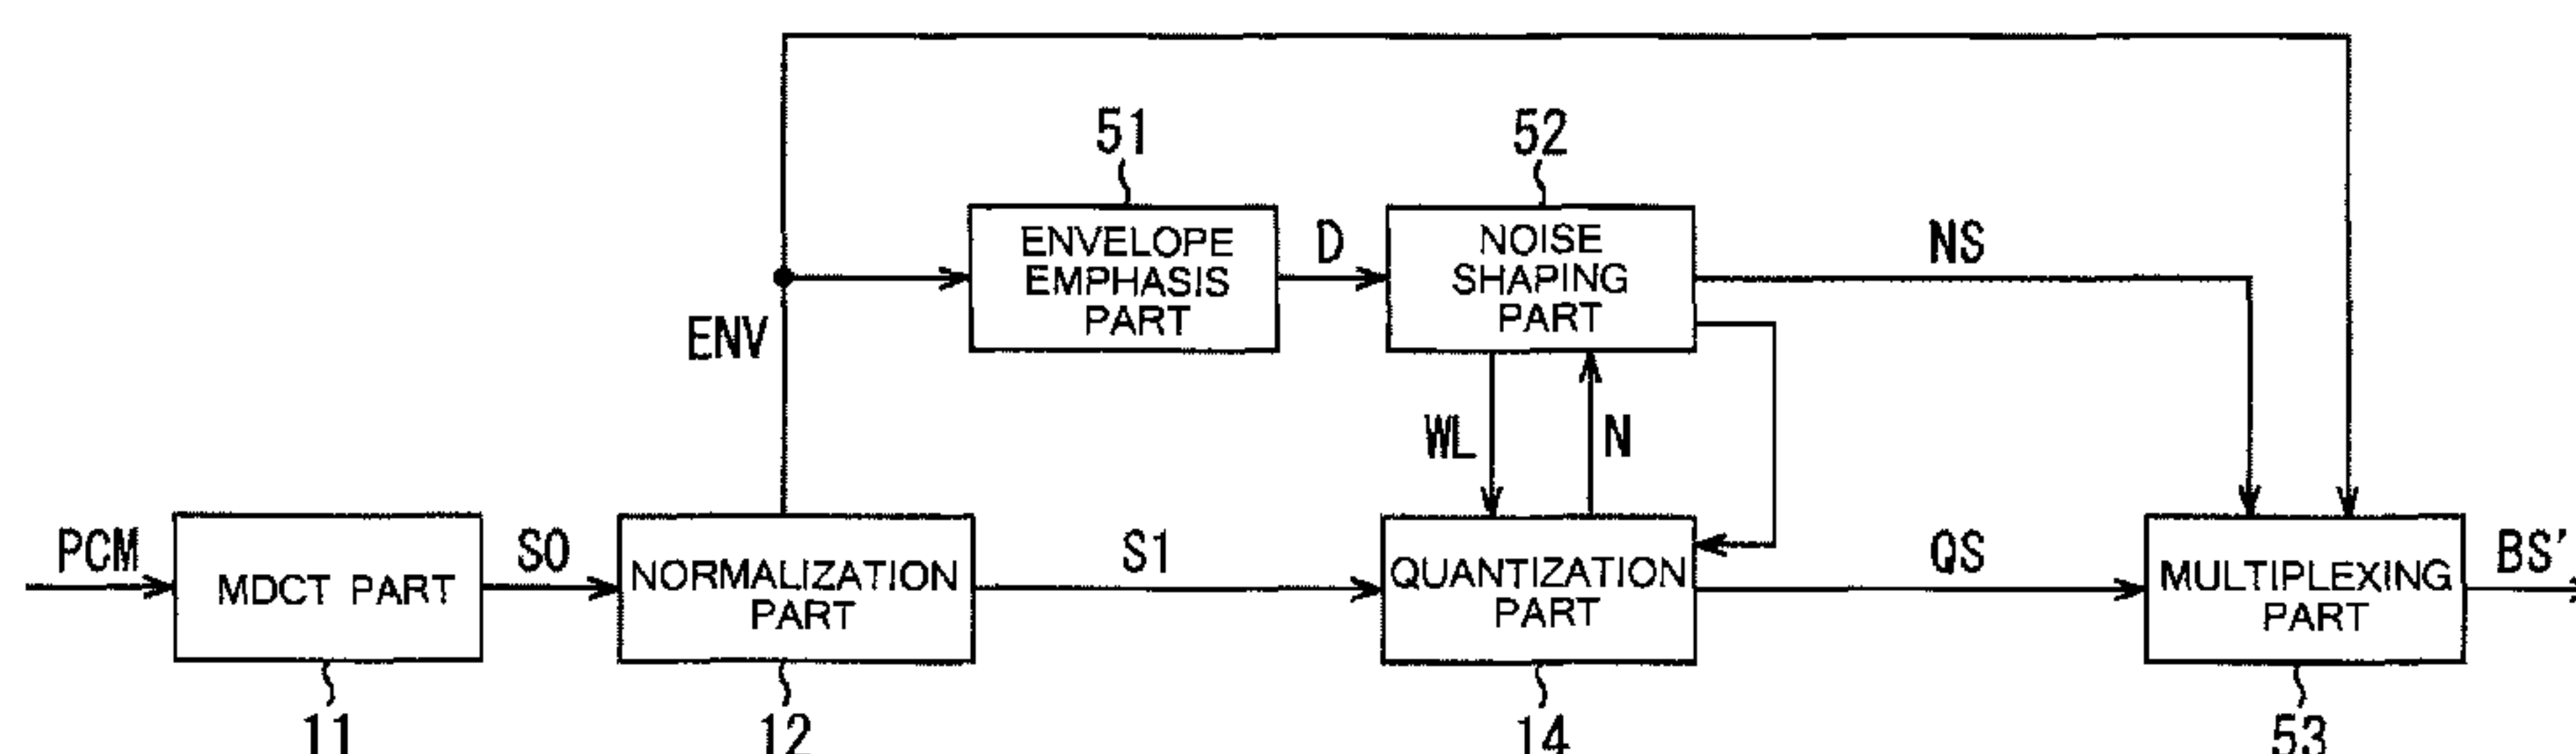 51
52
ENVELOPE
EMPHASIS
PART
D
NOISE
SHAPING
PART
NS
ENV
WL
N
PCM
MDCT PART
S0
NORMALIZATION
PART
S1
QUANTIZATION
PART
QS
MULTIPLEXING
PART
BS'
11
12
14
53